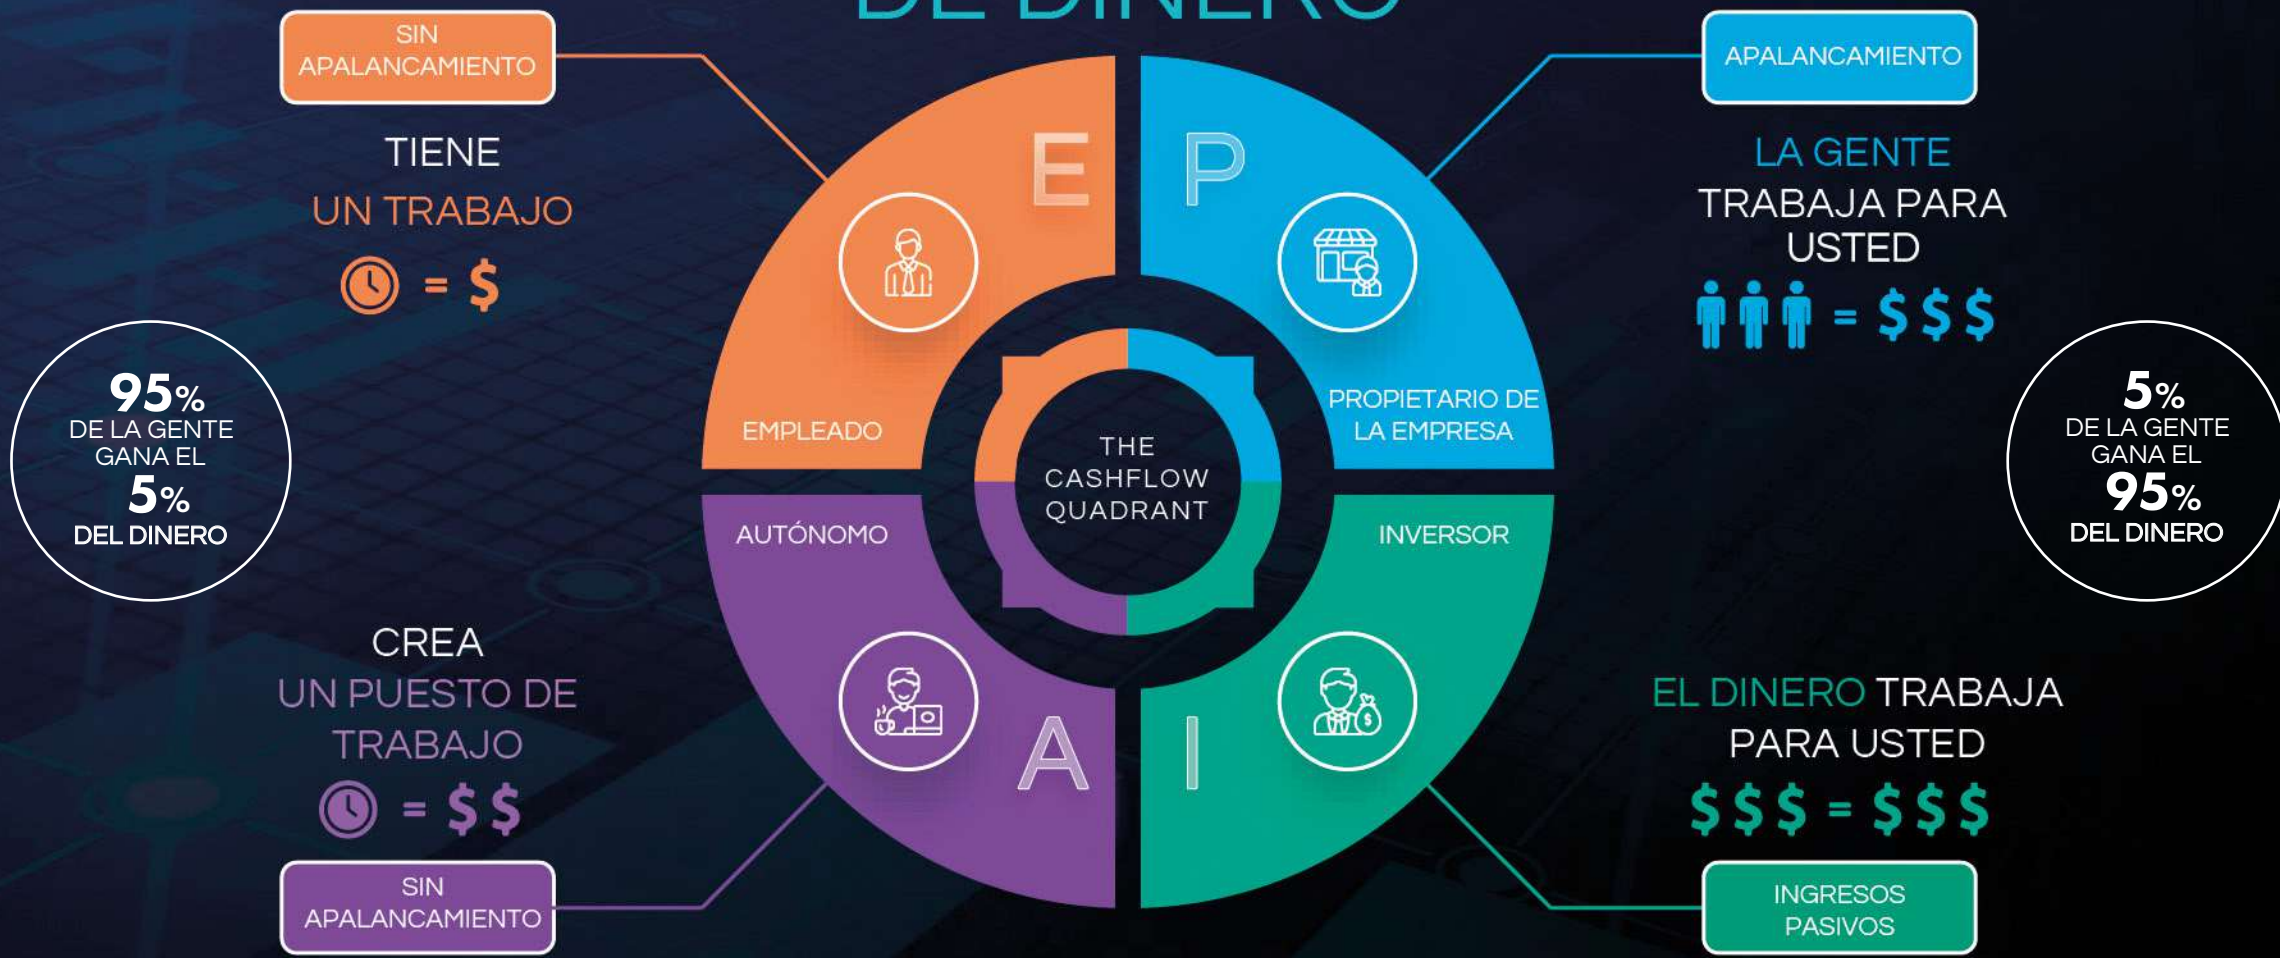 DE DINERO
SIN
APALANCAMIENTO
TIENE
UN TRABAJO
= $
95%
DE LA GENTE
GANA EL
5%
DEL DINERO
CREA
UN PUESTO DE
TRABAJO
= $ $
SIN
APALANCAMIENTO
E
EMPLEADO
P
PROPIETARIO DE
LA EMPRESA
THE
CASHFLOW
QUADRANT
AUTÓNOMO
A
INVERSOR
I
APALANCAMIENTO
LA GENTE
TRABAJA PARA
USTED
= $ $ $
5%
DE LA GENTE
GANA EL
95%
DEL DINERO
EL DINERO TRABAJA
PARA USTED
$ $ $ = $ $ $
INGRESOS
PASIVOS